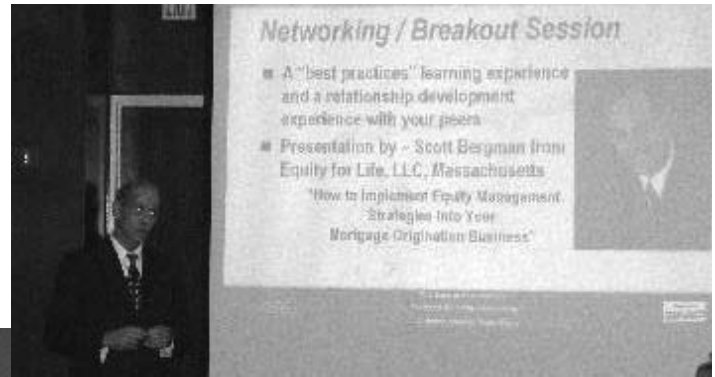 EXIT
Networking / Breakout Session
■ A "best practices" learning experience
and a relationship development
experience with your peers
■ Presentation by ~ Scott Bergman from
Equity for Life, LLC, Massachusetts
"How to Implement Equity Management
Strategies Into Your
Mortgage Origination Business"